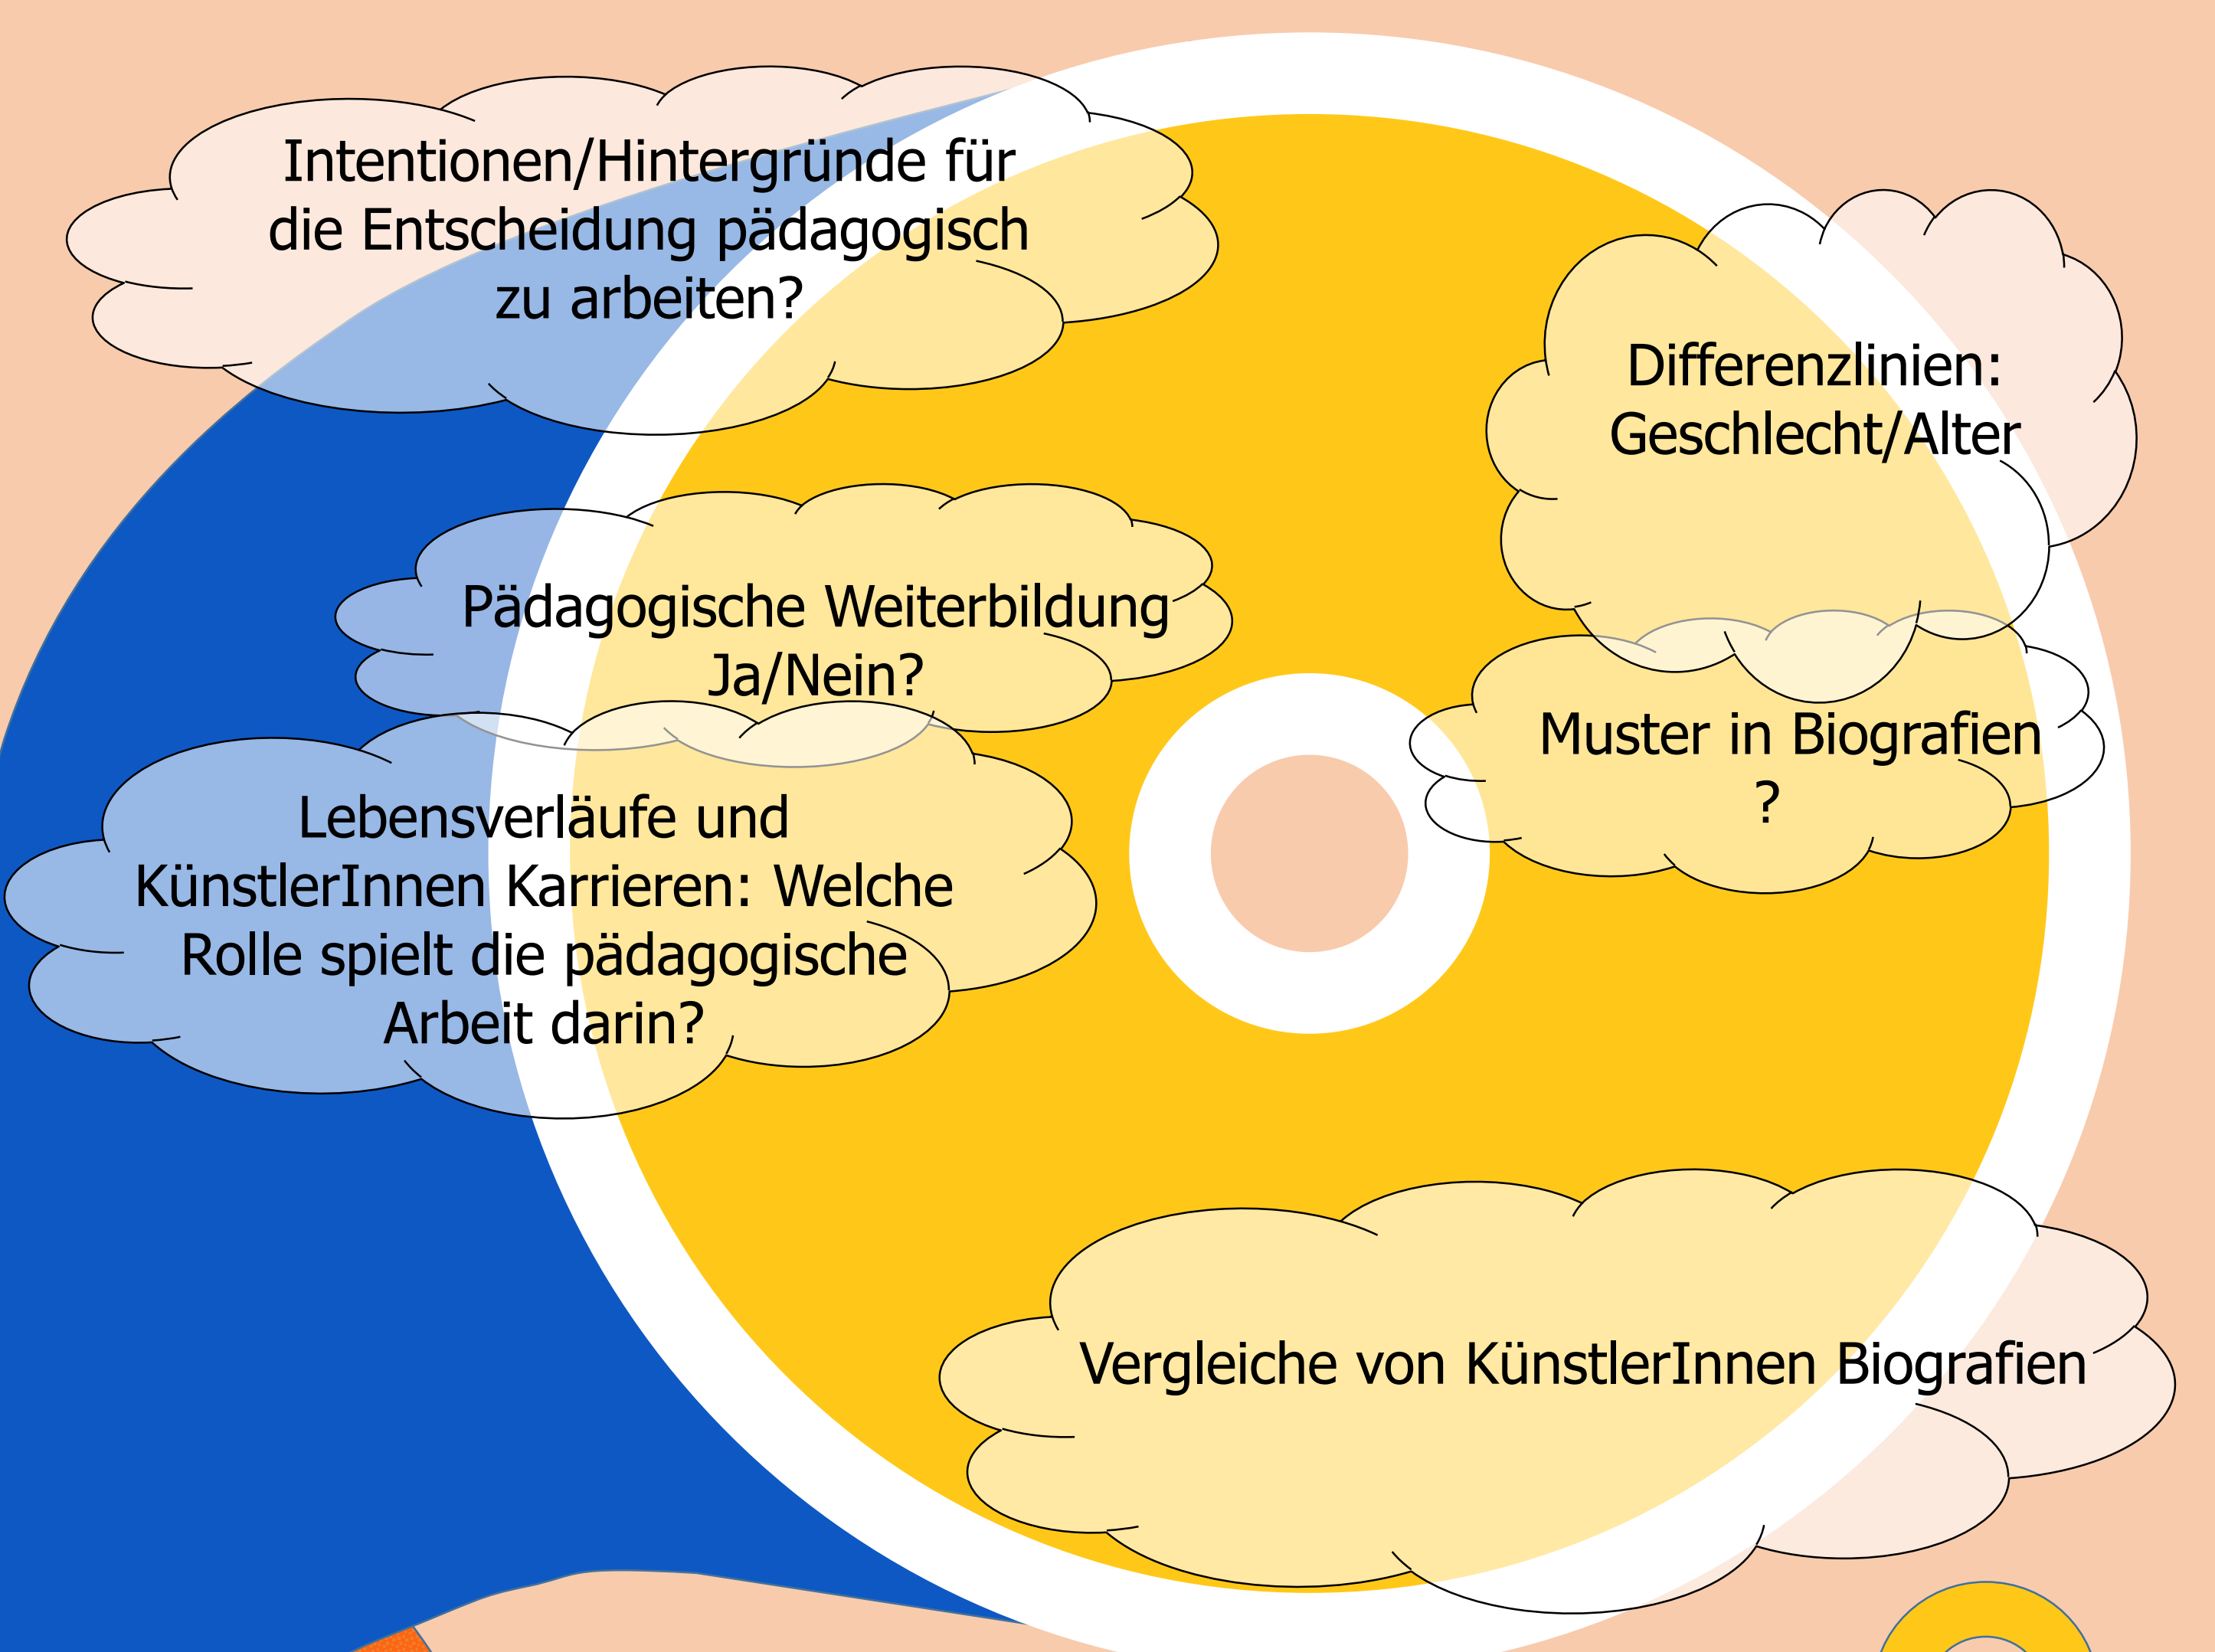 Intentionen/Hintergründe für
die Entscheidung pädagogisch
zu arbeiten?
Differenzlinien:
Geschlecht/Alter
Pädagogische Weiterbildung
Ja/Nein?
Muster in Biografien
?
Lebensverläufe und
KünstlerInnen Karrieren: Welche
Rolle spielt die pädagogische
Arbeit darin?
Vergleiche von KünstlerInnen Biografien